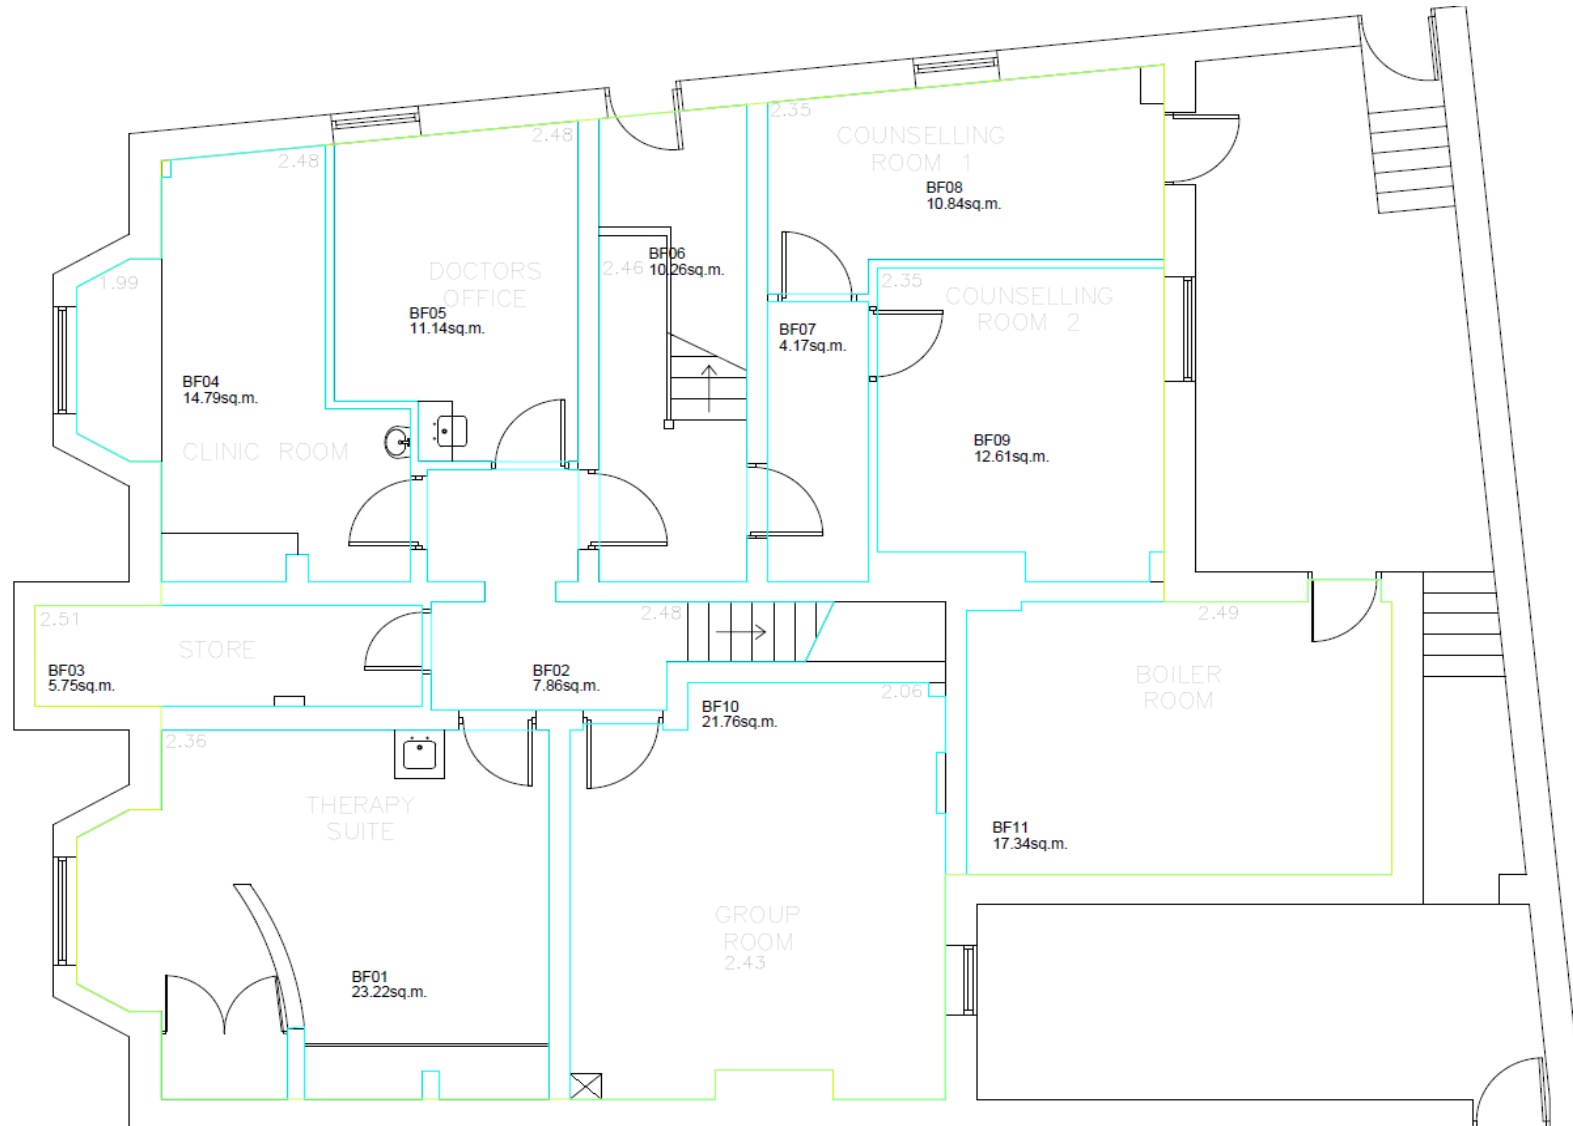 2.48
2.48
2.35
COUNSELLING
ROOM 1
BF08
10.84sq.m.
1.99
DOCTORS
OFFICE
BF05
11.14sq.m.
2.46
BF06
10.26sq.m.
BF07
4.17sq.m.
2.35
COUNSELLING
ROOM 2
BF04
14.79sq.m.
CLINIC ROOM
BF09
12.61sq.m.
2.51
STORE
BF03
5.75sq.m.
2.48
BF02
7.86sq.m.
2.49
BOILER
ROOM
BF10
21.76sq.m.
2.06
2.36
THERAPY
SUITE
BF11
17.34sq.m.
GROUP
ROOM
2.43
BF01
23.22sq.m.